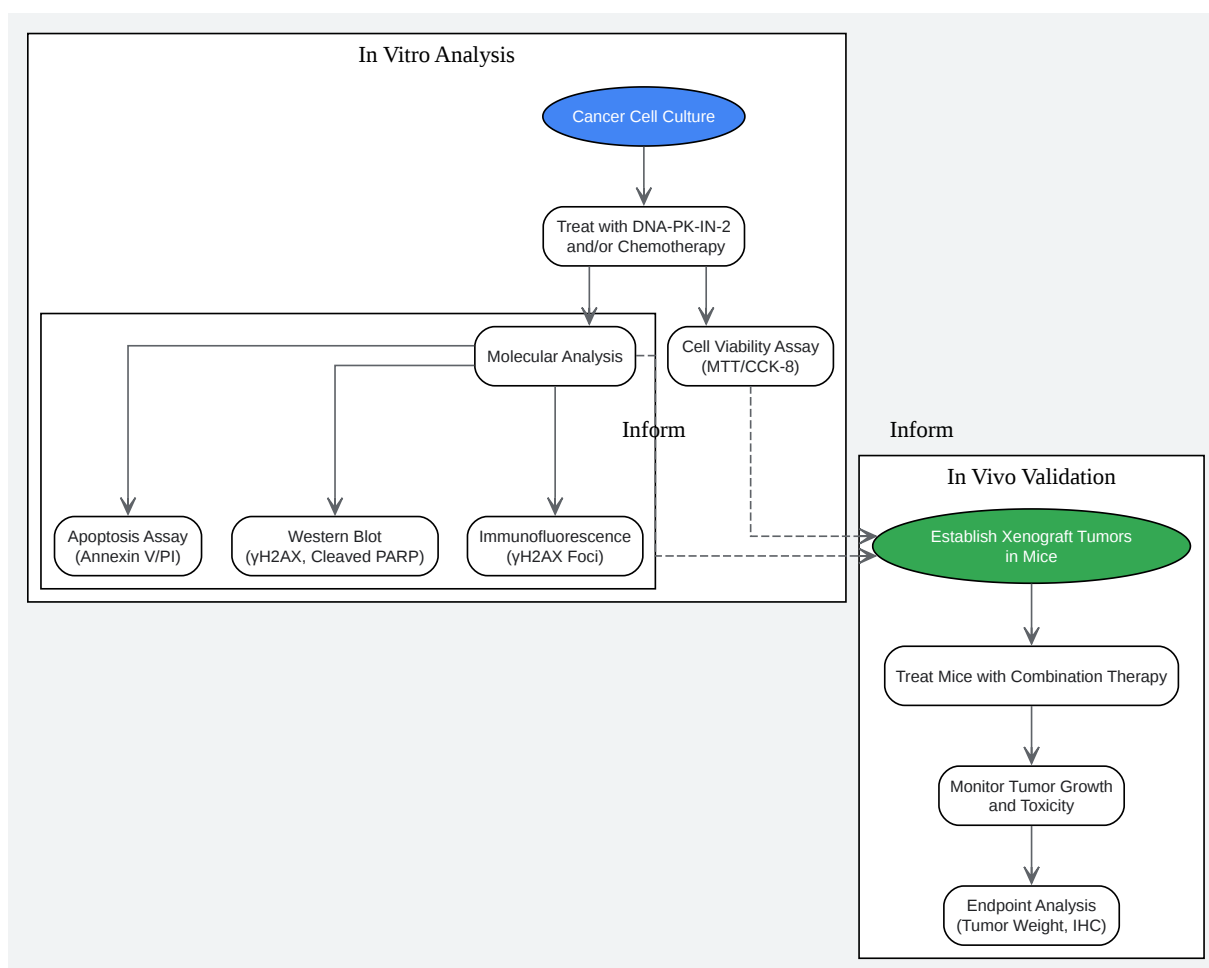 In Vitro Analysis
Cancer Cell Culture
Treat with DNA-PK-IN-2
and/or Chemotherapy
Molecular Analysis
Cell Viability Assay
(MTT/CCK-8)
Inform
Inform
Apoptosis Assay
(Annexin V/PI)
Western Blot
(γH2AX, Cleaved PARP)
Immunofluorescence
(γH2AX Foci)
In Vivo Validation
Establish Xenograft Tumors
in Mice
Treat Mice with Combination Therapy
Monitor Tumor Growth
and Toxicity
Endpoint Analysis
(Tumor Weight, IHC)